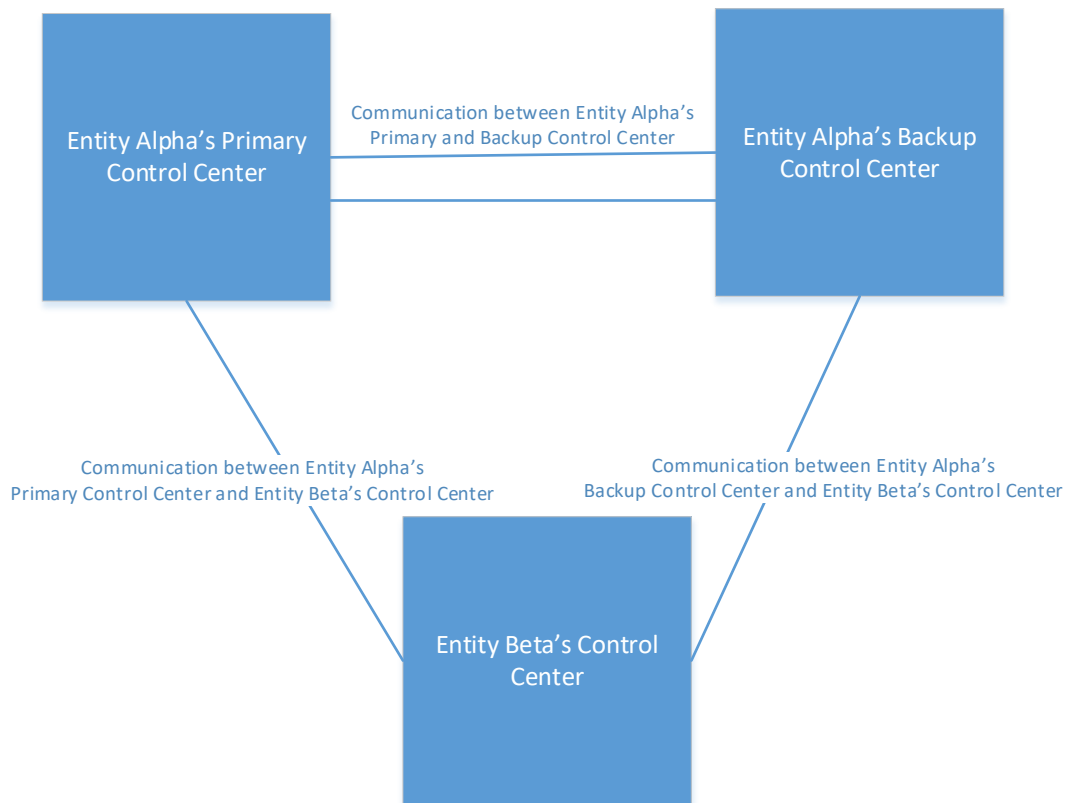 Entity Alpha’s Primary
Control Center
Communication between Entity Alpha’s
Primary and Backup Control Center
Entity Alpha’s Backup
Control Center
Communication between Entity Alpha’s
Primary Control Center and Entity Beta’s Control Center
Communication between Entity Alpha’s
Backup Control Center and Entity Beta’s Control Center
Entity Beta’s Control
Center